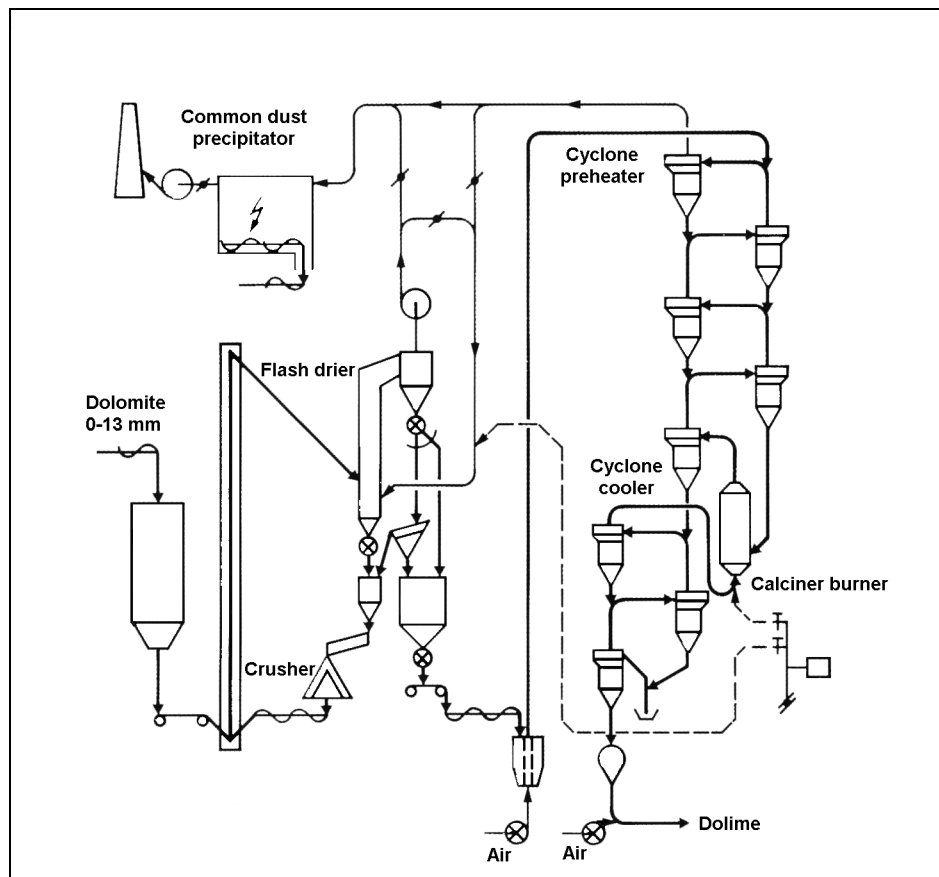 Common dust
precipitator
Cyclone
preheater
Flash drier
Dolomite
0-13 mm
Cyclone
cooler
Calciner burner
Crusher
Dolime
Air
Air